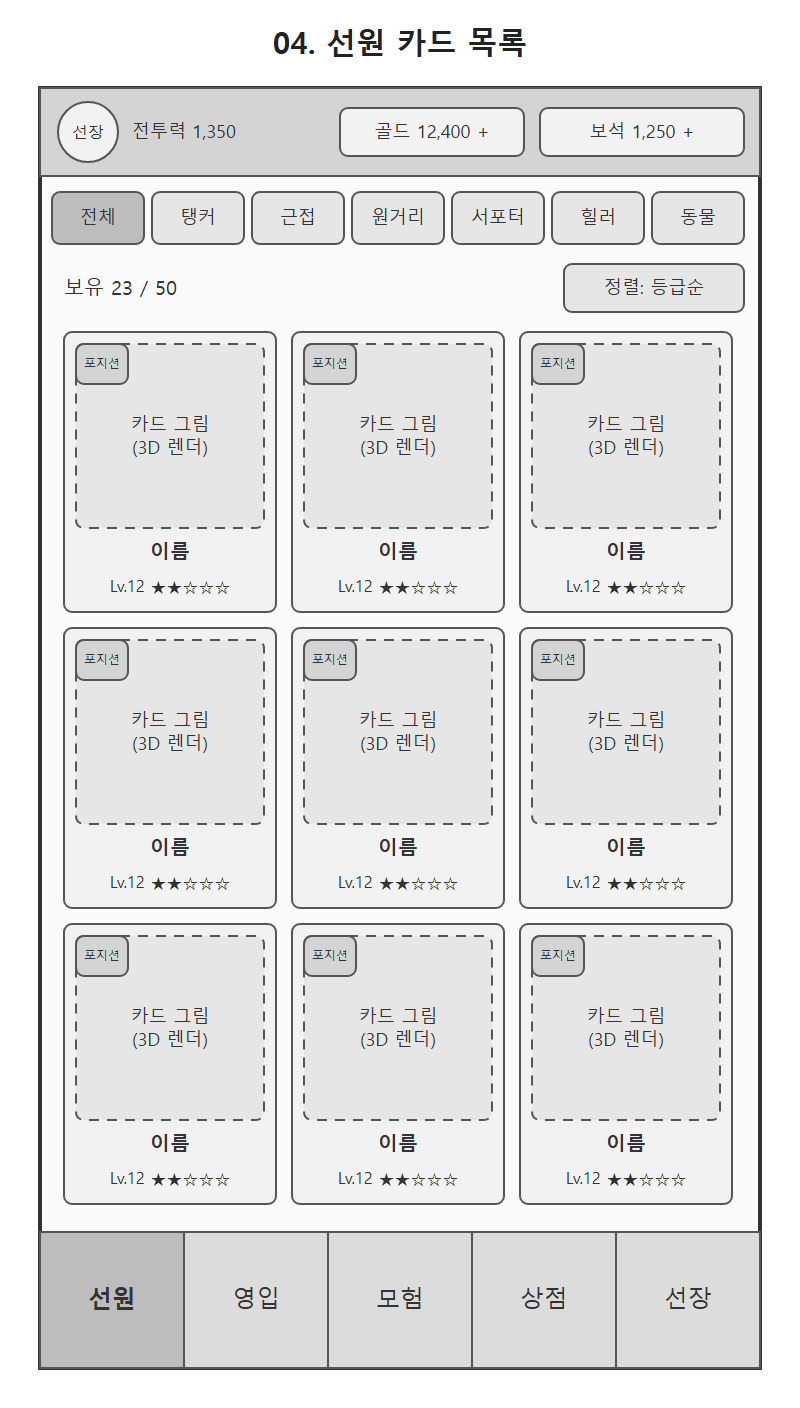 04. 선원 카드 목록
선장 전투력 1,350 골드 12,400 + 보석 1,250 +
전체 탱커 근접 원거리 서포터 힐러 동물
보유 23 / 50 정렬: 등급순
포지션 포지션 포지션
카드 그림 카드 그림 카드 그림
(3D 렌더) (3D 렌더) (3D 렌더)
이름 이름 이름
Lv.12 ★★☆☆☆ Lv.12 ★★☆☆☆ Lv.12 ★★☆☆☆
포지션 포지션 포지션
카드 그림 카드 그림 카드 그림
(3D 렌더) (3D 렌더) (3D 렌더)
이름 이름 이름
Lv.12 ★★☆☆☆ Lv.12 ★★☆☆☆ Lv.12 ★★☆☆☆
포지션 포지션 포지션
카드 그림 카드 그림 카드 그림
(3D 렌더) (3D 렌더) (3D 렌더)
이름 이름 이름
Lv.12 ★★☆☆☆ Lv.12 ★★☆☆☆ Lv.12 ★★☆☆☆
선원 영입 모험 상점 선장